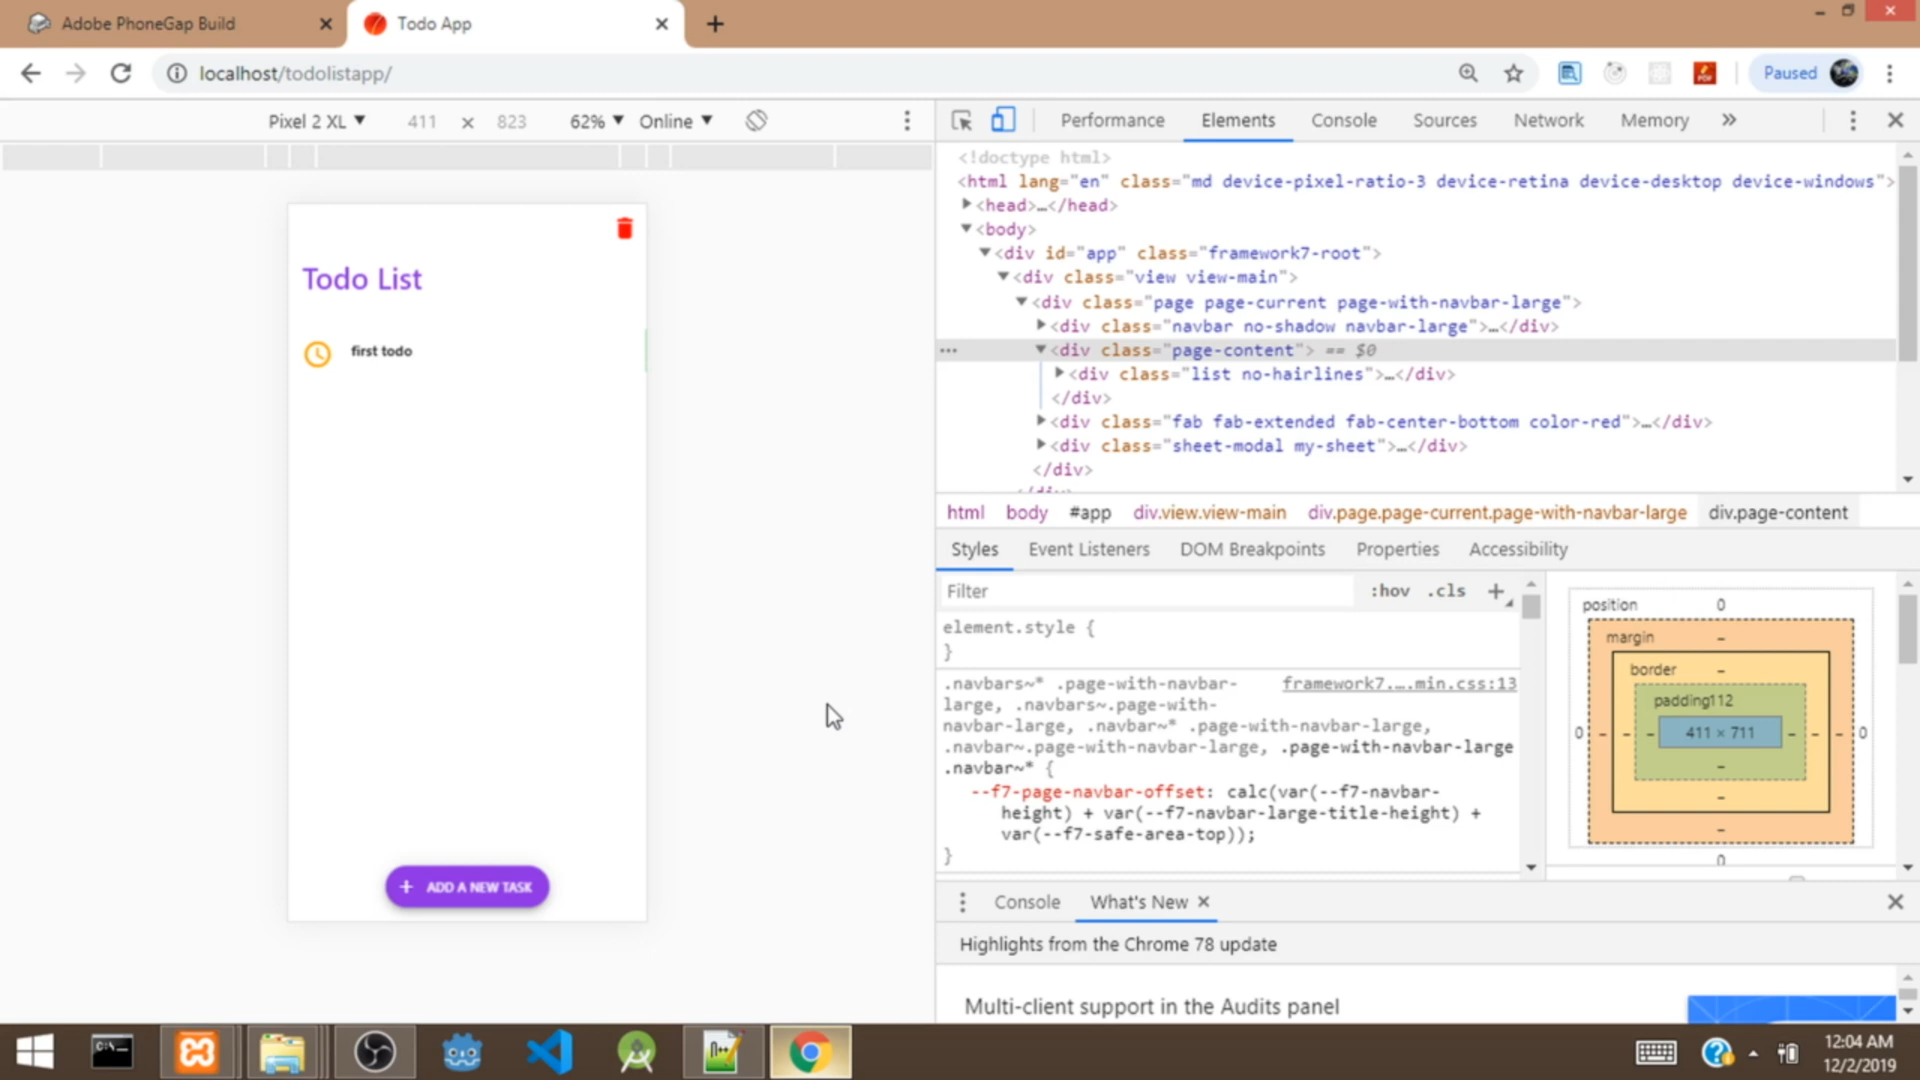 Adobe PhoneGap Build
Todo App
localhost/todolistapp/
Paused
Pixel 2 XL ▼ 411 × 823 62% ▼ Online ▼
Todo List
first todo
+ ADD A NEW TASK
Performance Elements Console Sources Network Memory »
<!doctype html>
<html lang="en" class="md device-pixel-ratio-3 device-retina device-desktop device-windows">
▶<head>…</head>
▼<body>
▼<div id="app" class="framework7-root">
▼<div class="view view-main">
▼<div class="page page-current page-with-navbar-large">
▶<div class="navbar no-shadow navbar-large">…</div>
… ▼<div class="page-content"> == $0
▶<div class="list no-hairlines">…</div>
</div>
▶<div class="fab fab-extended fab-center-bottom color-red">…</div>
▶<div class="sheet-modal my-sheet">…</div>
</div>
</div>
html body #app div.view.view-main div.page.page-current.page-with-navbar-large div.page-content
Styles Event Listeners DOM Breakpoints Properties Accessibility
Filter :hov .cls +
element.style {
}
.navbars~* .page-with-navbar- framework7.…min.css:13
large, .navbars~.page-with-
navbar-large, .navbar~* .page-with-navbar-large,
.navbar~.page-with-navbar-large, .page-with-navbar-large
.navbar~* {
--f7-page-navbar-offset: calc(var(--f7-navbar-
height) + var(--f7-navbar-large-title-height) +
var(--f7-safe-area-top));
}
position 0
margin –
border –
padding112
0 – – – 411 × 711 – – – 0
–
–
–
0
Console What's New ×
Highlights from the Chrome 78 update
Multi-client support in the Audits panel
12:04 AM
12/2/2019